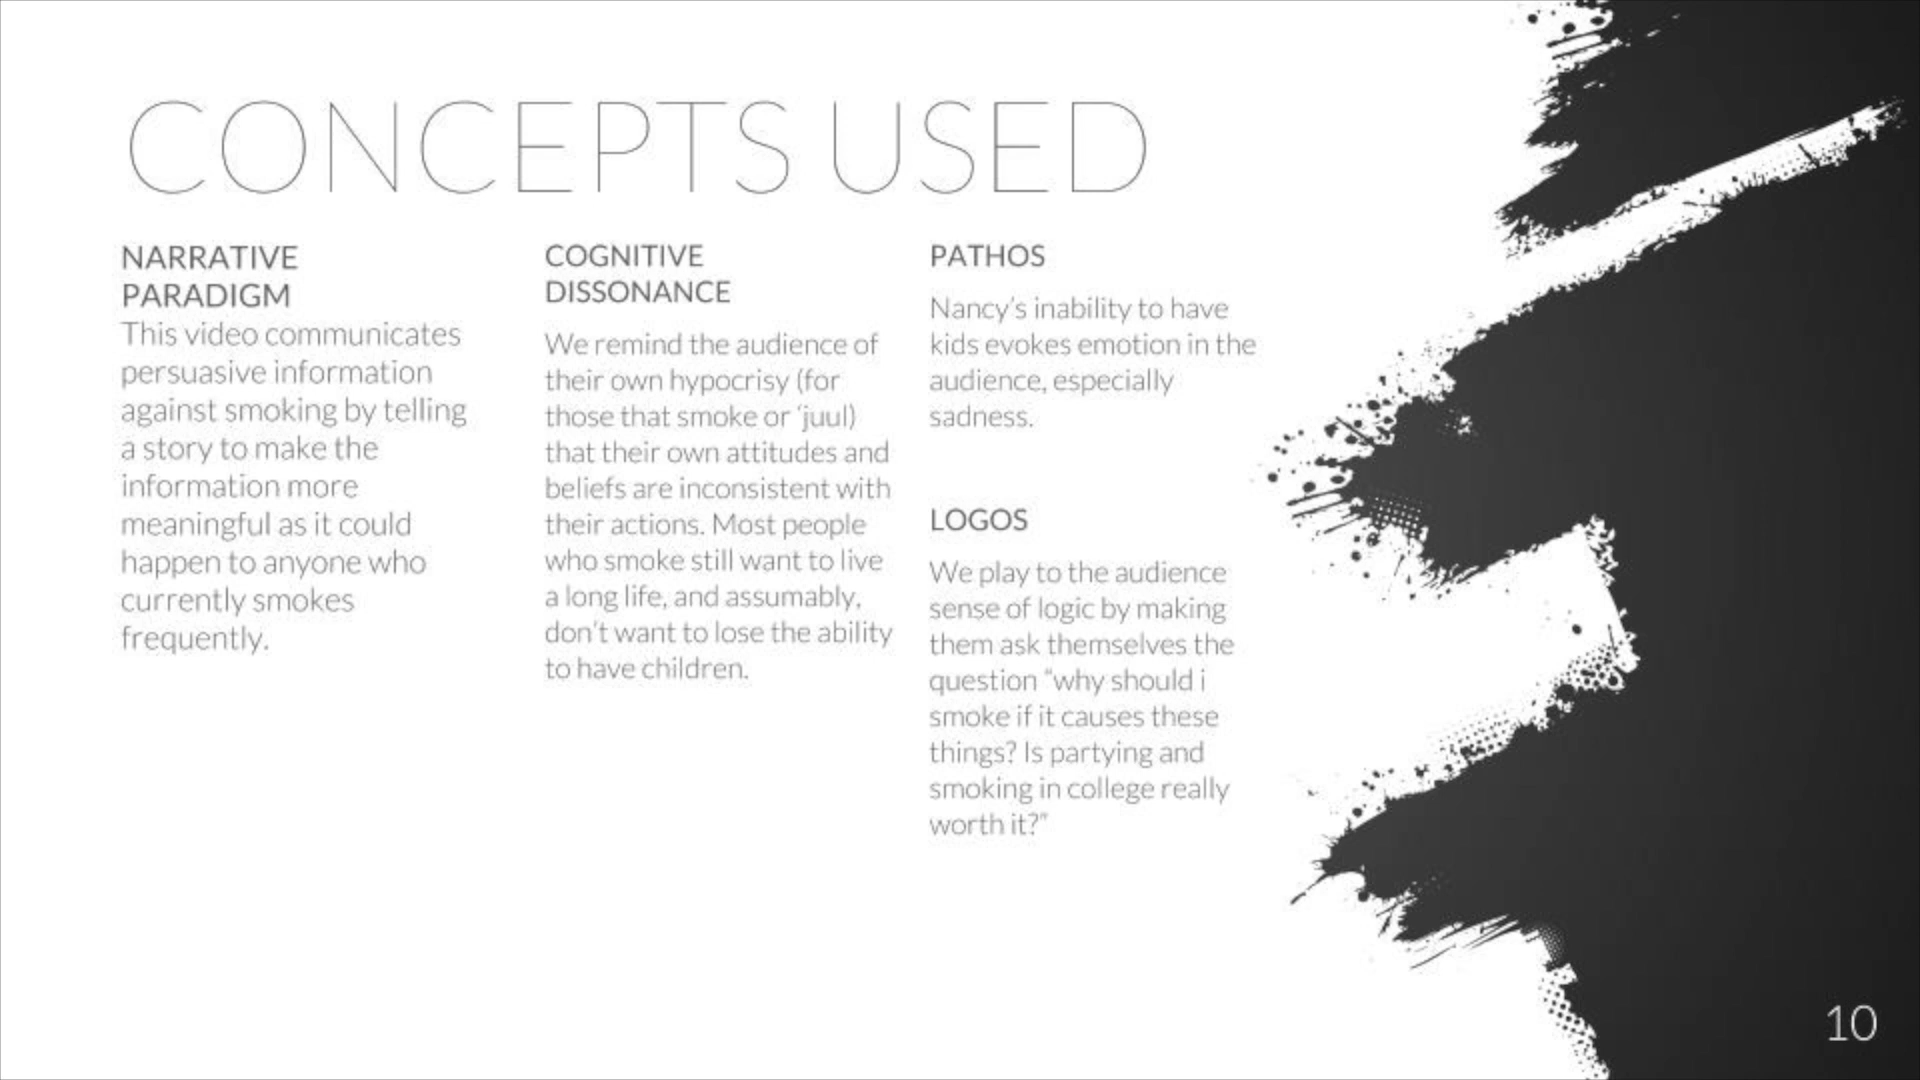 CONCEPTS USED
NARRATIVE
PARADIGM
This video communicates
persuasive information
against smoking by telling
a story to make the
information more
meaningful as it could
happen to anyone who
currently smokes
frequently.
COGNITIVE
DISSONANCE
We remind the audience of
their own hypocrisy (for
those that smoke or ‘juul)
that their own attitudes and
beliefs are inconsistent with
their actions. Most people
who smoke still want to live
a long life, and assumably,
don’t want to lose the ability
to have children.
PATHOS
Nancy’s inability to have
kids evokes emotion in the
audience, especially
sadness.
LOGOS
We play to the audience
sense of logic by making
them ask themselves the
question “why should i
smoke if it causes these
things? Is partying and
smoking in college really
worth it?”
10